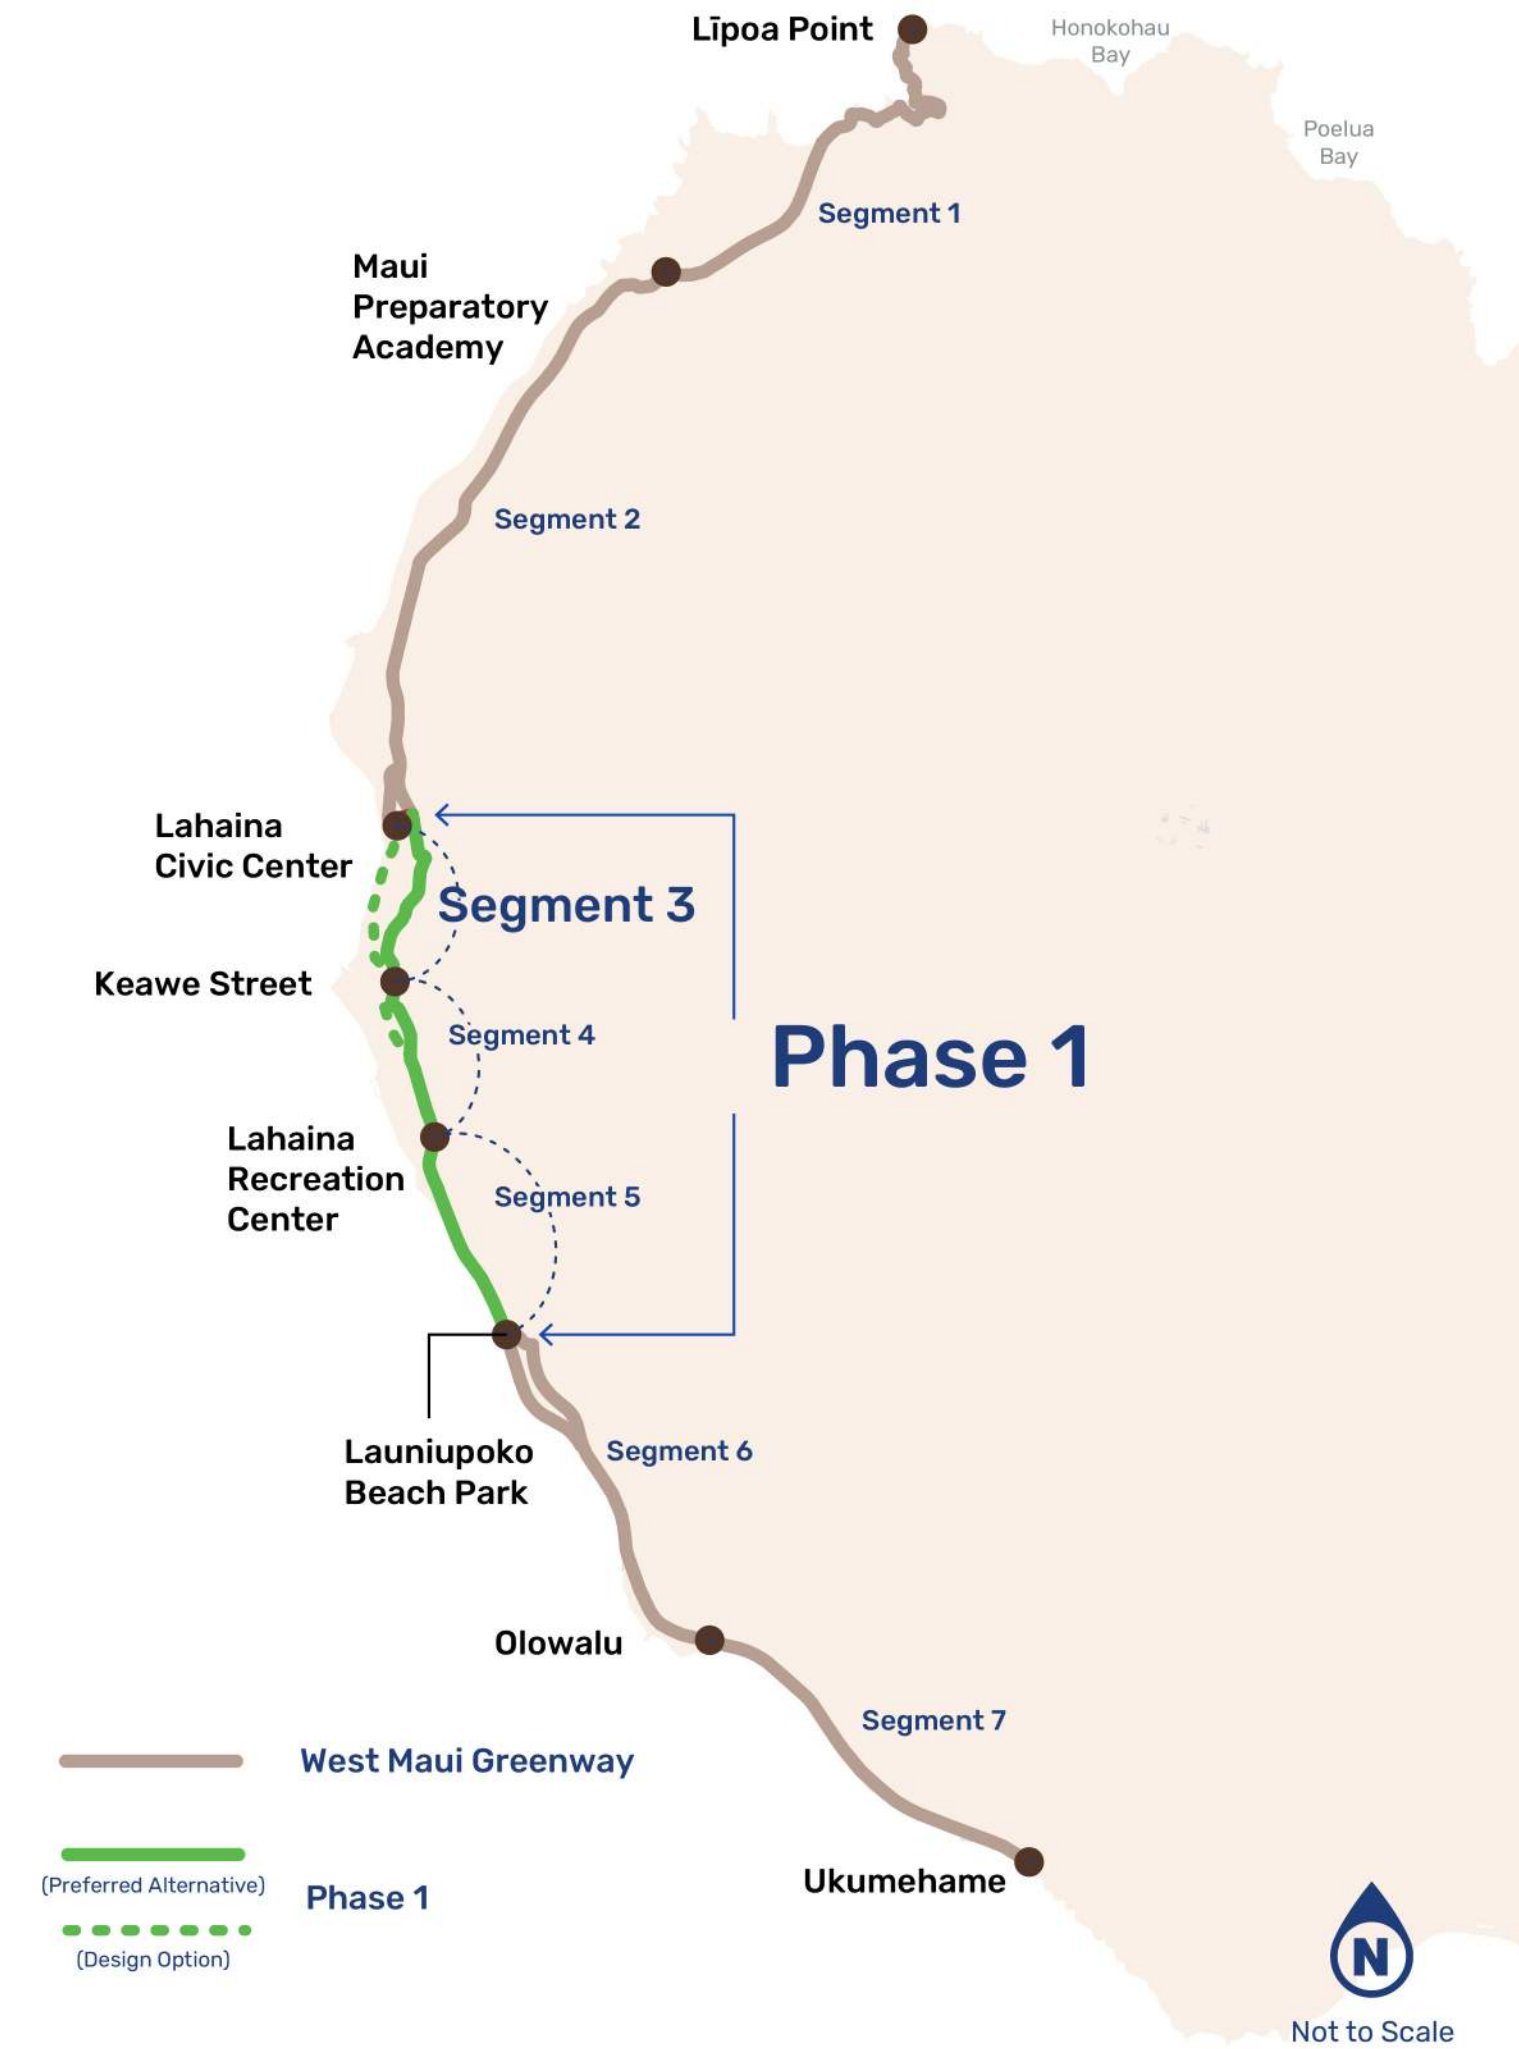 Līpoa Point
Honokohau
Bay
Poelua
Bay
Segment 1
Maui
Preparatory
Academy
Segment 2
Lahaina
Civic Center
Segment 3
Keawe Street
Segment 4
Phase 1
Lahaina
Recreation
Center
Segment 5
Launiupoko
Beach Park
Segment 6
Olowalu
Segment 7
West Maui Greenway
(Preferred Alternative)
Phase 1
(Design Option)
Ukumehame
N
Not to Scale